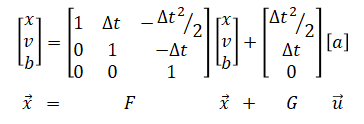 [x v b] = [1 Δt −Δt²/2; 0 1 −Δt; 0 0 1] [x v b] + [Δt²/2; Δt; 0] [a]
x⃗ = F x⃗ + G u⃗